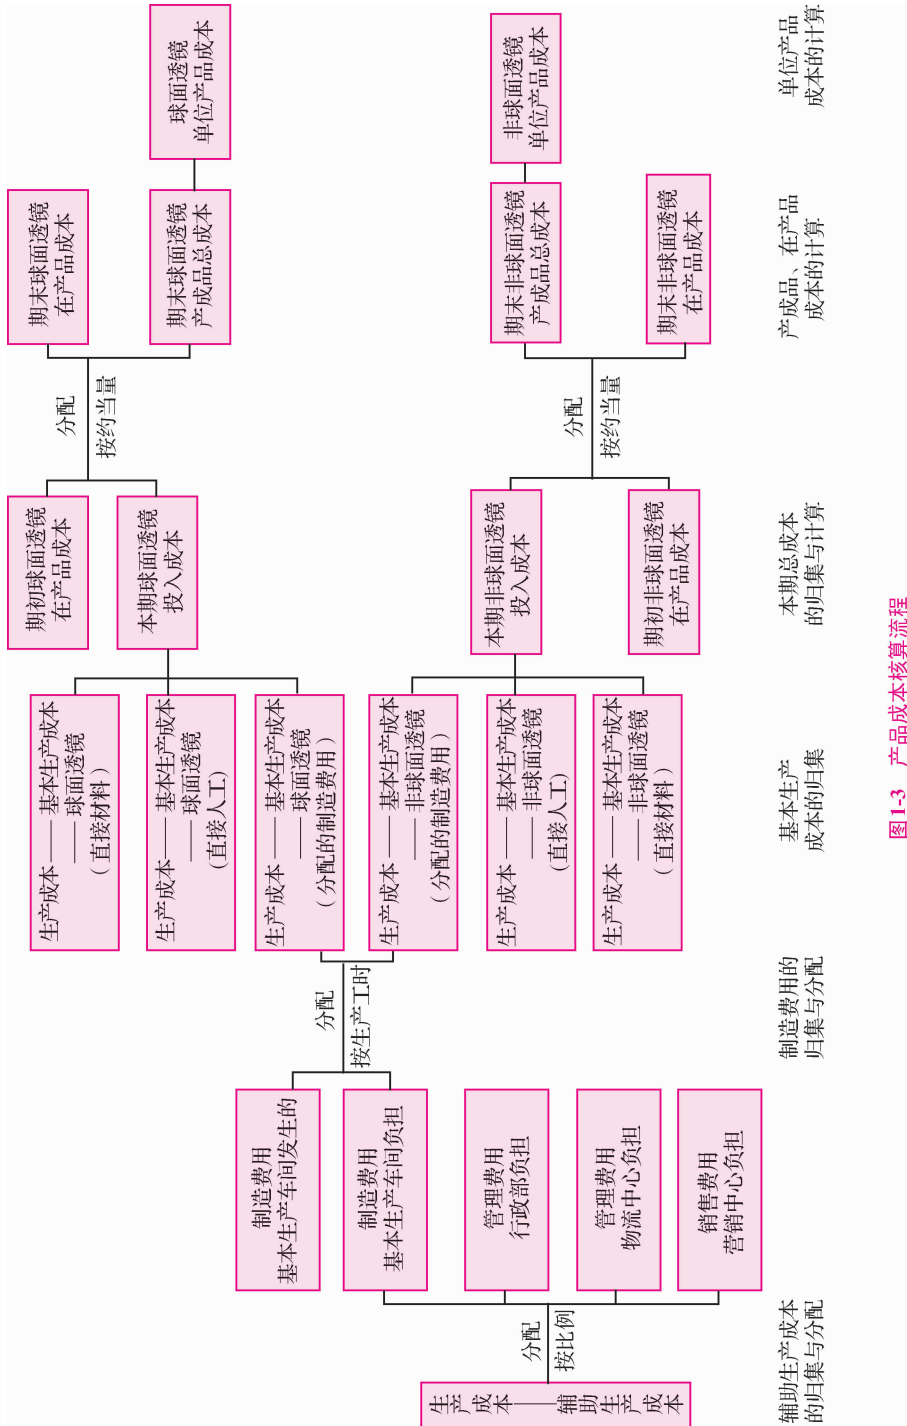 生产成本——辅助生产成本
分配
按比例
制造费用
基本生产车间发生的
制造费用
基本生产车间负担
管理费用
行政部负担
管理费用
物流中心负担
销售费用
营销中心负担
分配
按生产工时
生产成本——基本生产成本
——球面透镜
(直接材料)
生产成本——基本生产成本
——球面透镜
(直接人工)
生产成本——基本生产成本
——球面透镜
(分配的制造费用)
生产成本——基本生产成本
——非球面透镜
(分配的制造费用)
生产成本——基本生产成本
——非球面透镜
(直接人工)
生产成本——基本生产成本
——非球面透镜
(直接材料)
期初球面透镜
在产品成本
本期球面透镜
投入成本
本期非球面透镜
投入成本
期初非球面透镜
在产品成本
分配
按约当量
分配
按约当量
期末球面透镜
在产品成本
期末球面透镜
产成品总成本
期末非球面透镜
产成品总成本
期末非球面透镜
在产品成本
球面透镜
单位产品成本
非球面透镜
单位产品成本
辅助生产成本
的归集与分配
制造费用的
归集与分配
基本生产
成本的归集
本期总成本
的归集与计算
产成品、在产品
成本的计算
单位产品
成本的计算
图1-3 产品成本核算流程